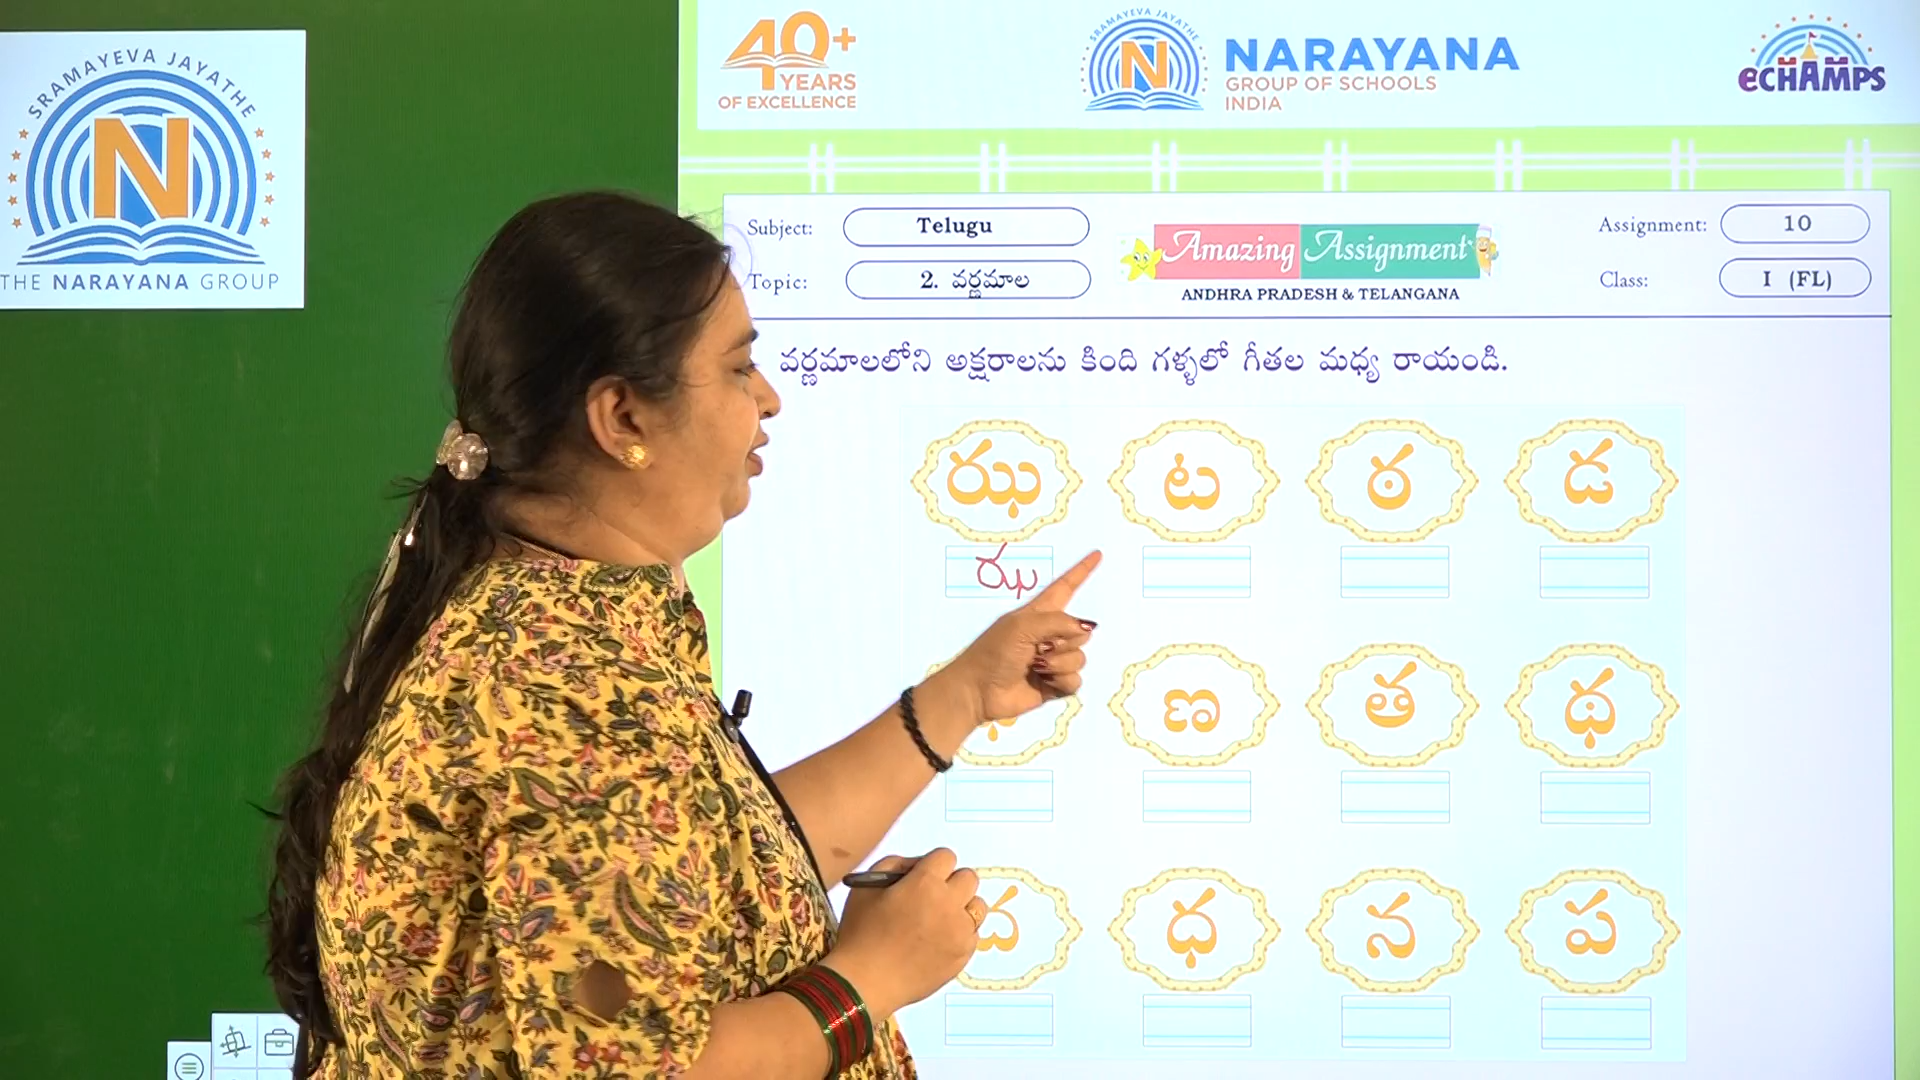 SRAMAYEVA JAYATHE
N
THE NARAYANA GROUP
40+
YEARS
OF EXCELLENCE
SRAMAYEVA JAYATHE
N
NARAYANA
GROUP OF SCHOOLS
INDIA
eCHAMPS
Subject: Telugu
Topic: 2. వర్ణమాల
Amazing Assignment
ANDHRA PRADESH & TELANGANA
Assignment: 10
Class: I (FL)
వర్ణమాలలోని అక్షరాలను కింది గళ్ళలో గీతల మధ్య రాయండి.
ఝ ట ఠ డ
ఝ
ణ త థ
ద ధ న ప